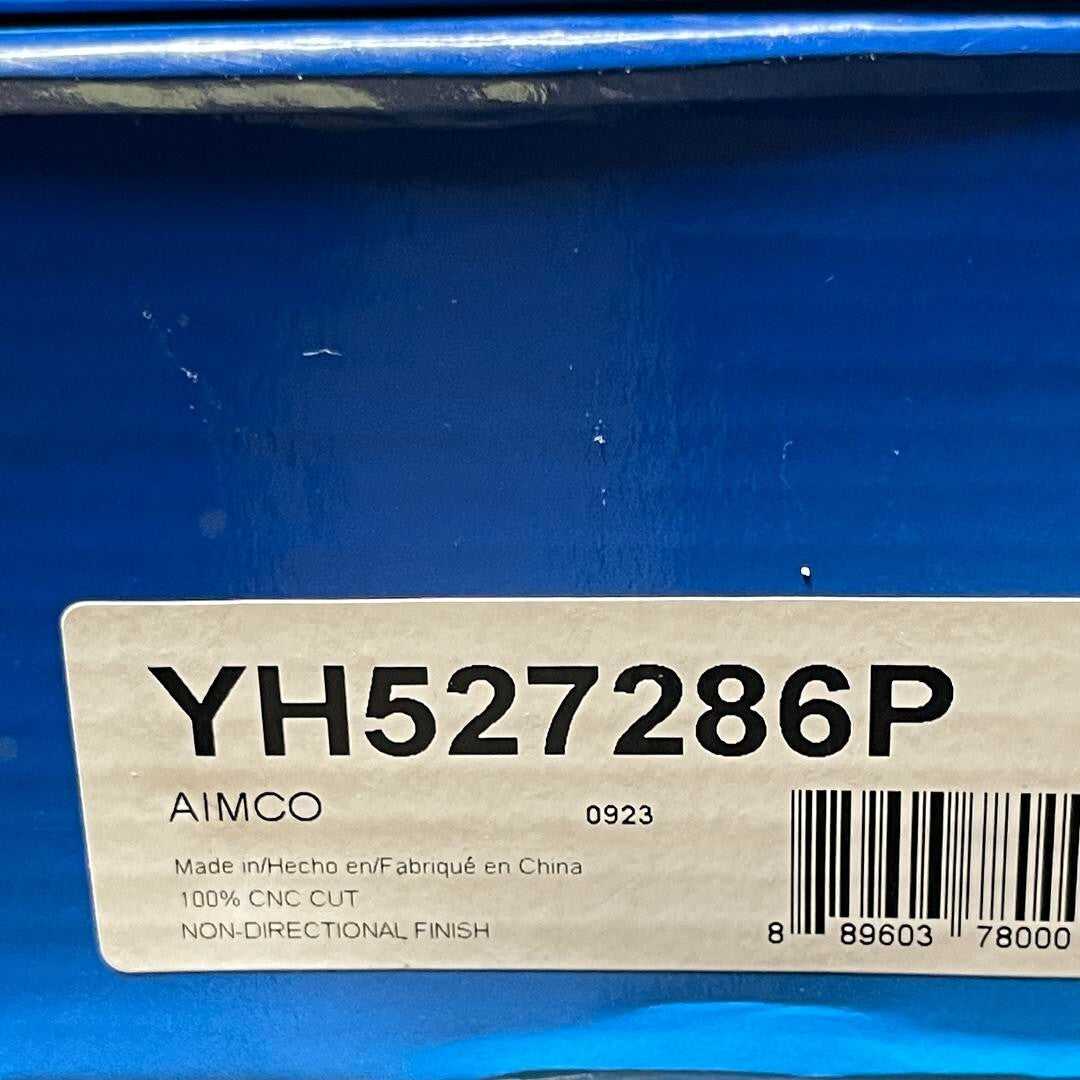 YH527286P
AIMCO 0923
Made in/Hecho en/Fabriqué en China
100% CNC CUT
NON-DIRECTIONAL FINISH
8 89603 78000